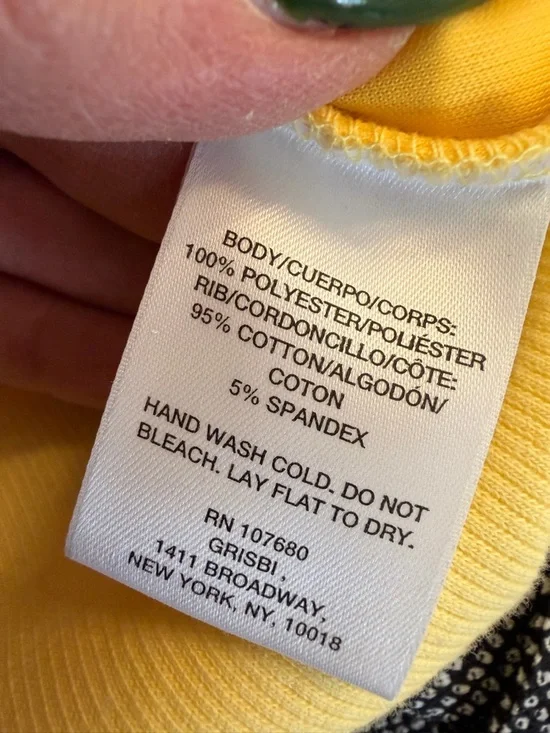 BODY/CUERPO/CORPS:
100% POLYESTER/POLIÉSTER
RIB/CORDONCILLO/CÔTE:
95% COTTON/ALGODÓN/
COTON
5% SPANDEX
HAND WASH COLD. DO NOT
BLEACH. LAY FLAT TO DRY.
RN 107680
GRISBI ,
1411 BROADWAY,
NEW YORK, NY, 10018